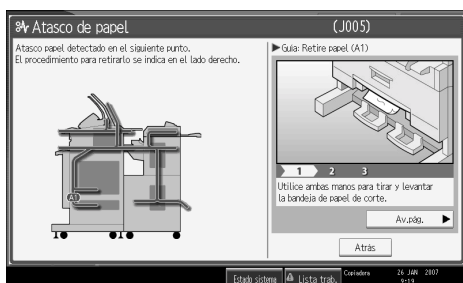 Atasco de papel
(J005)
Atasco papel detectado en el siguiente punto.
El procedimiento para retirarlo se indica en el lado derecho.
A1
▶Guía: Retire papel (A1)
1 2 3
Utilice ambas manos para tirar y levantar
la bandeja de papel de corte.
Av.pág. ▶
Atrás
Estado sistema
Lista trab.
Copiadora
26 JAN 2007
9:19